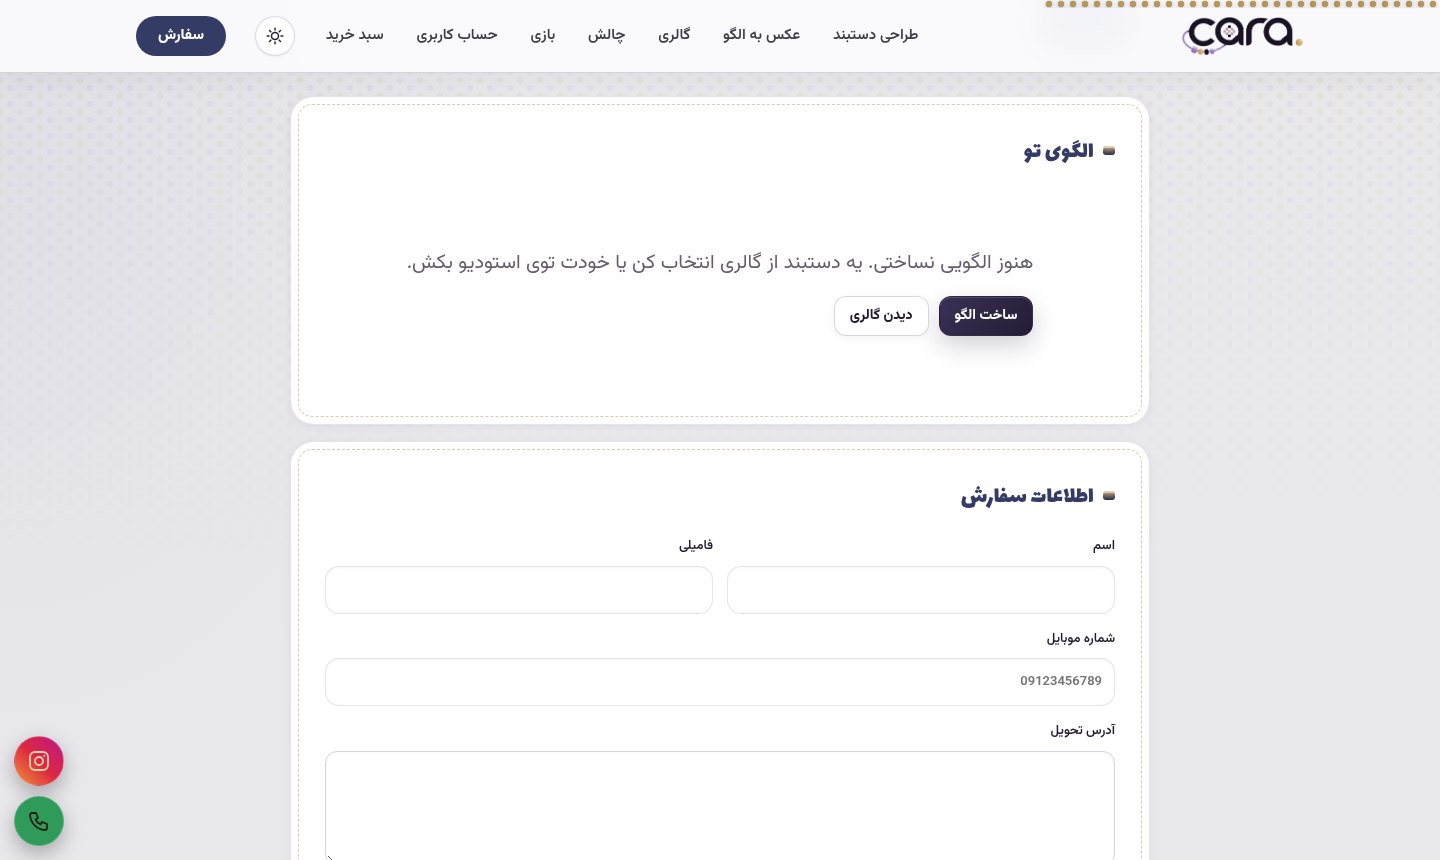 cara.
طراحی دستبند
عکس به الگو
گالری
چالش
بازی
حساب کاربری
سبد خرید
سفارش
الگوی تو
هنوز الگویی نساختی. یه دستبند از گالری انتخاب کن یا خودت توی استودیو بکش.
ساخت الگو
دیدن گالری
اطلاعات سفارش
اسم
فامیلی
شماره موبایل
09123456789
آدرس تحویل